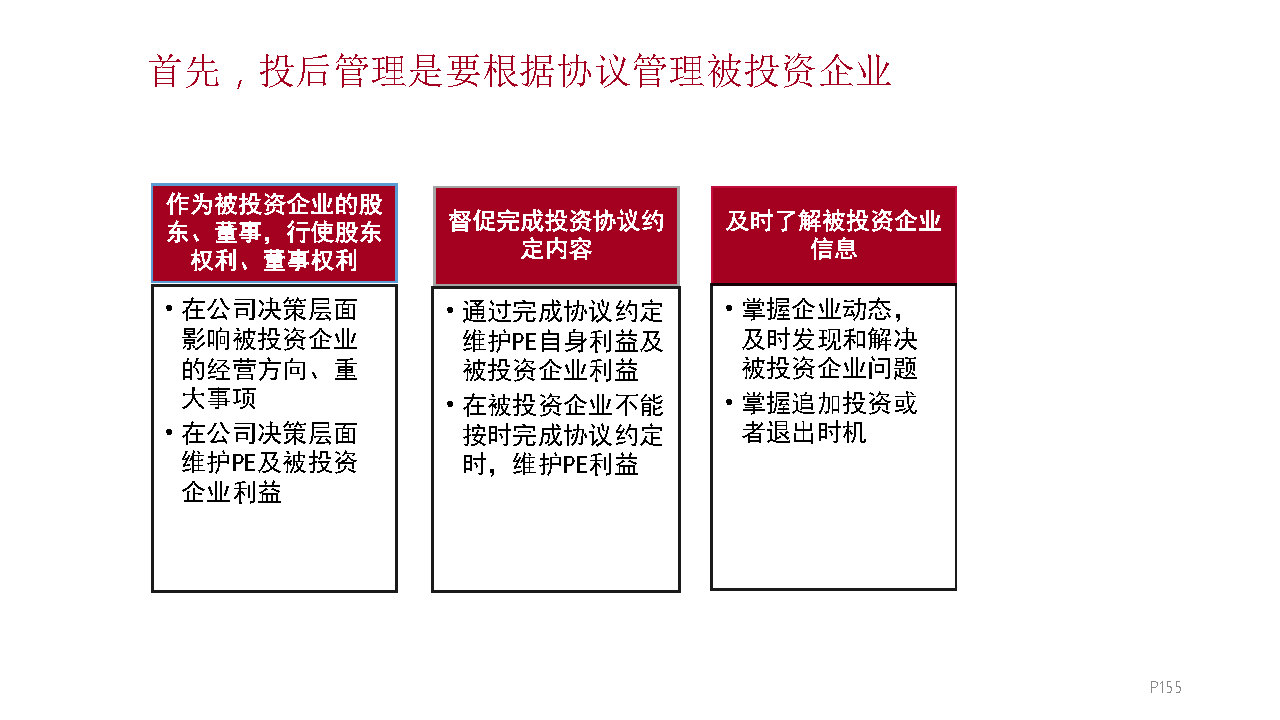 首先，投后管理是要根据协议管理被投资企业
作为被投资企业的股
东、董事，行使股东
权利、董事权利
• 在公司决策层面
影响被投资企业
的经营方向、重
大事项
• 在公司决策层面
维护PE及被投资
企业利益
督促完成投资协议约
定内容
• 通过完成协议约定
维护PE自身利益及
被投资企业利益
• 在被投资企业不能
按时完成协议约定
时，维护PE利益
及时了解被投资企业
信息
• 掌握企业动态，
及时发现和解决
被投资企业问题
• 掌握追加投资或
者退出时机
P155